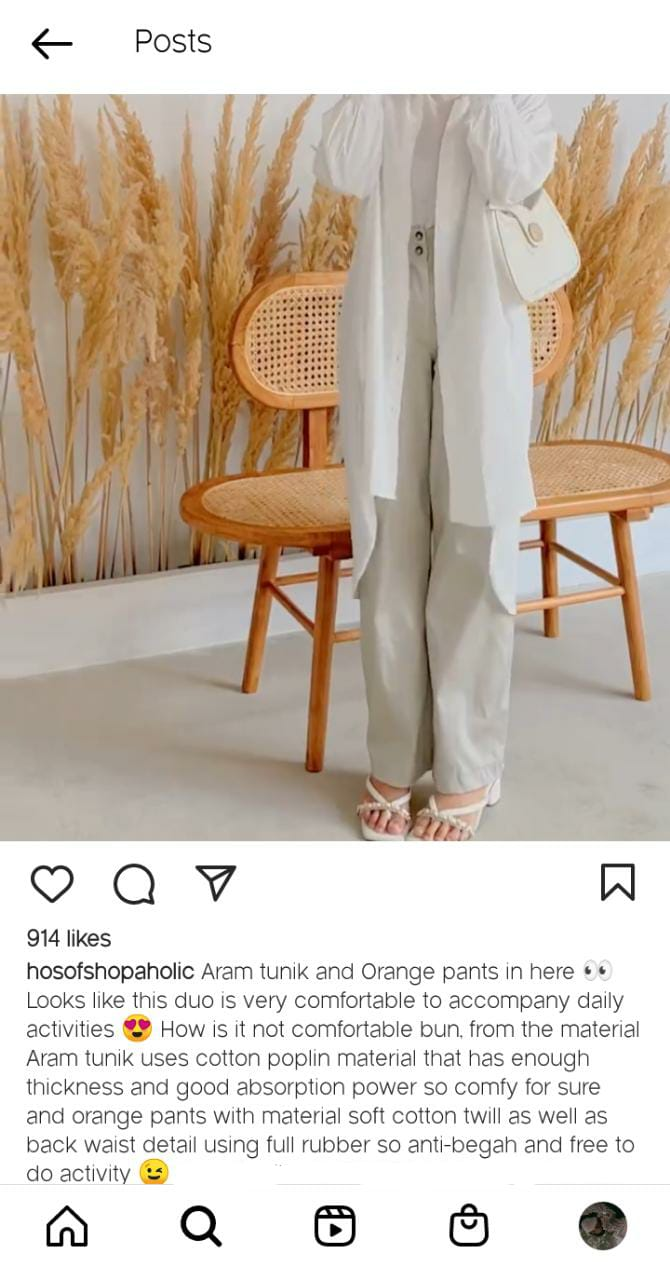 Posts
914 likes
hosofshopaholic Aram tunik and Orange pants in here 👀
Looks like this duo is very comfortable to accompany daily
activities 😍 How is it not comfortable bun, from the material
Aram tunik uses cotton poplin material that has enough
thickness and good absorption power so comfy for sure
and orange pants with material soft cotton twill as well as
back waist detail using full rubber so anti-begah and free to
do activity 😉